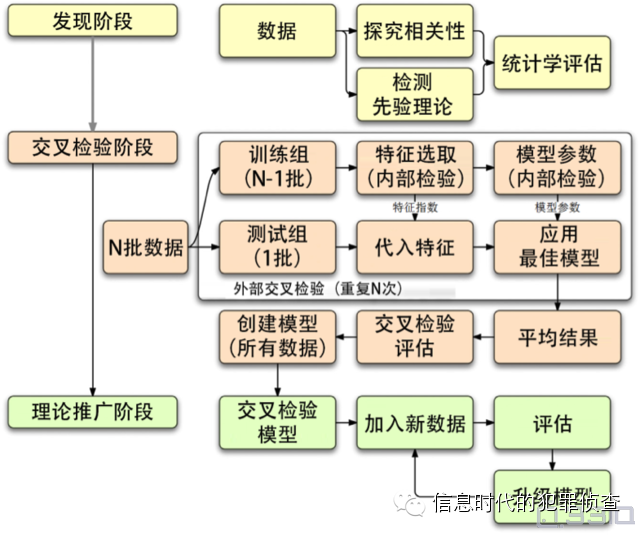 发现阶段
数据
探究相关性
检测
先验理论
统计学评估
交叉检验阶段
训练组
(N-1批)
特征选取
(内部检验)
模型参数
(内部检验)
特征指数
模型参数
N批数据
测试组
(1批)
代入特征
应用
最佳模型
外部交叉检验（重复N次）
创建模型
(所有数据)
交叉检验
评估
平均结果
理论推广阶段
交叉检验
模型
加入新数据
评估
升级模型
信息时代的犯罪侦查